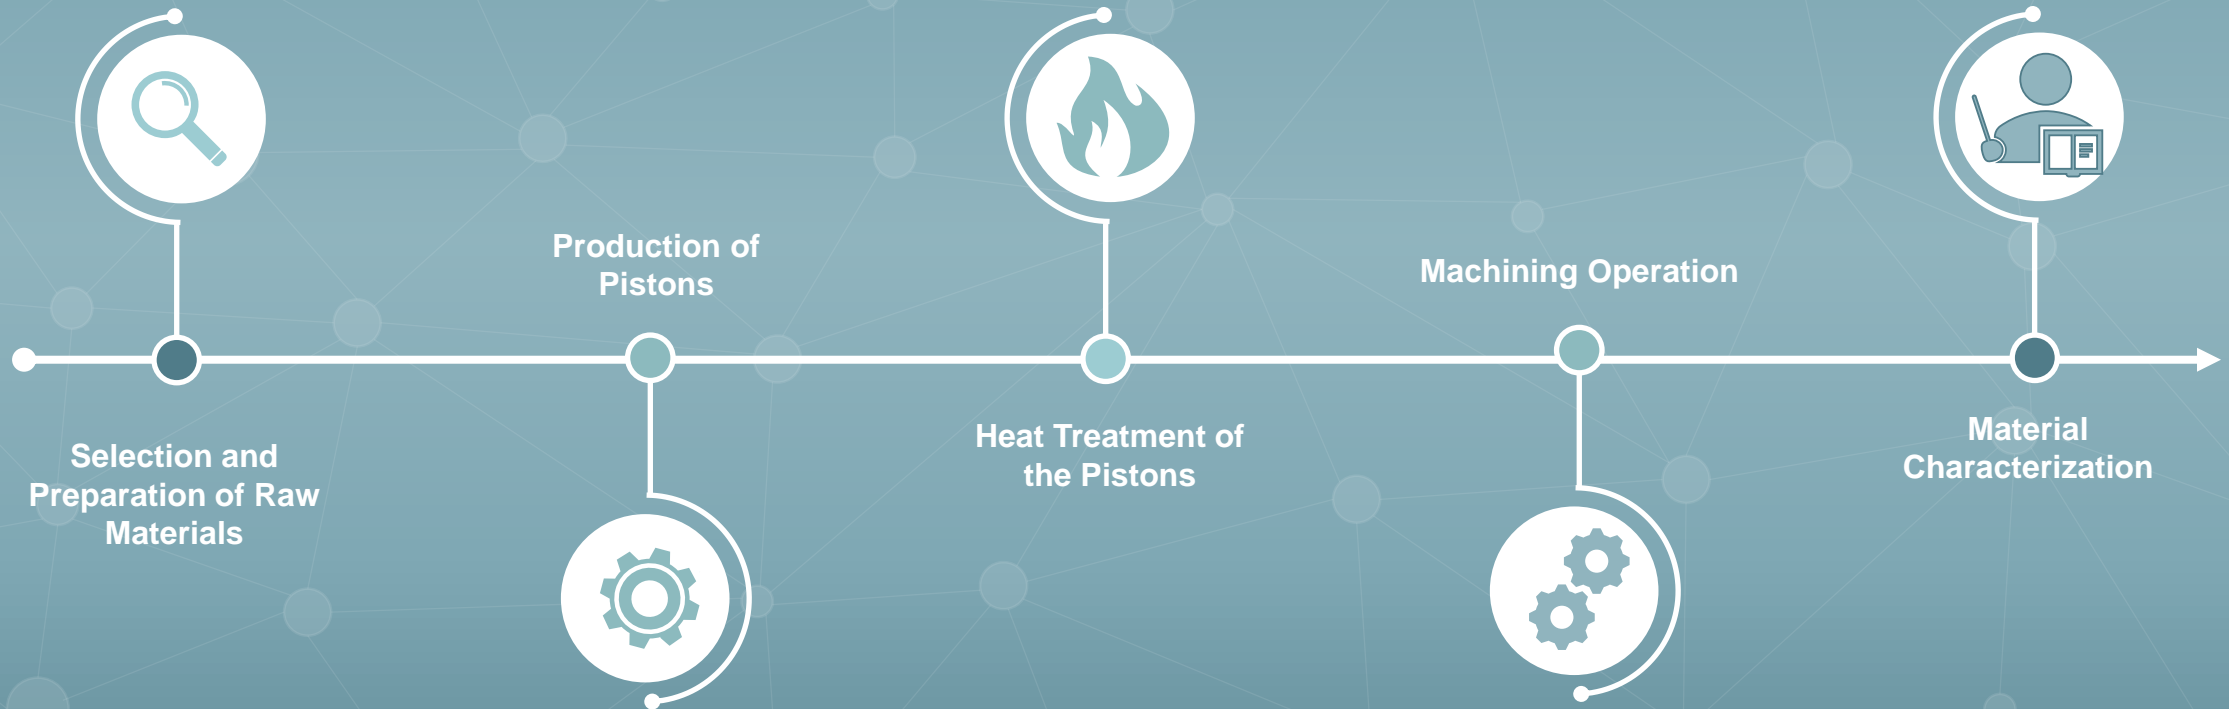 Selection and
Preparation of Raw
Materials
Production of
Pistons
Heat Treatment of
the Pistons
Machining Operation
Material
Characterization